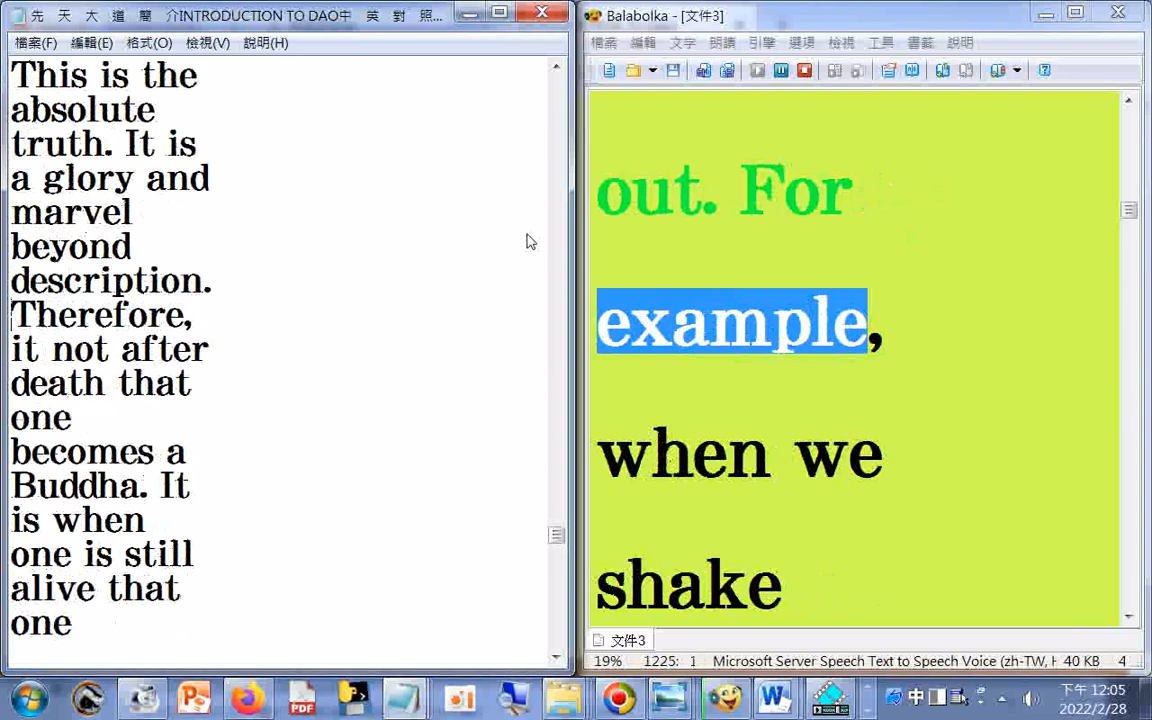 先 天 大 道 簡 介INTRODUCTION TO DAO中 英 對 照...
檔案(F) 編輯(E) 格式(O) 檢視(V) 說明(H)
This is the
absolute
truth. It is
a glory and
marvel
beyond
description.
Therefore,
it not after
death that
one
becomes a
Buddha. It
is when
one is still
alive that
one
Balabolka - [文件3]
檔案 編輯 文字 朗讀 引擎 選項 檢視 工具 書籤 說明
out. For
example,
when we
shake
文件3
19% 1225: 1 Microsoft Server Speech Text to Speech Voice (zh-TW, H 40 KB 4
中
下午 12:05
2022/2/28